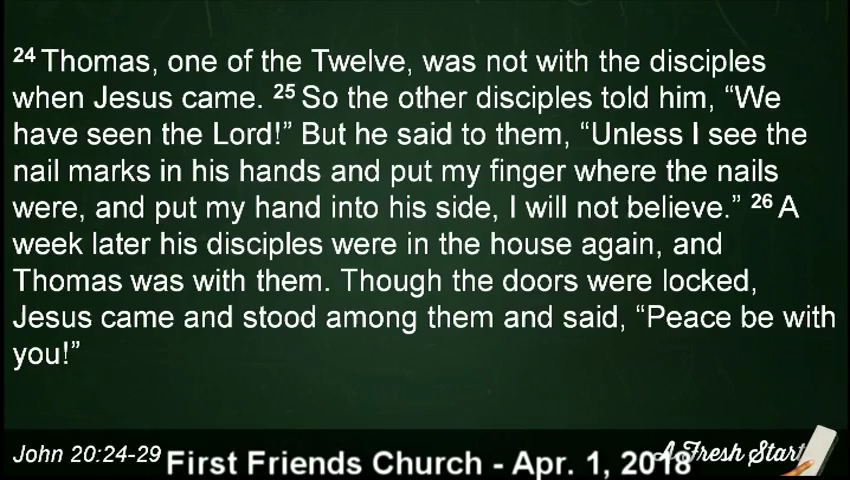 24 Thomas, one of the Twelve, was not with the disciples
when Jesus came. 25 So the other disciples told him, “We
have seen the Lord!” But he said to them, “Unless I see the
nail marks in his hands and put my finger where the nails
were, and put my hand into his side, I will not believe.” 26 A
week later his disciples were in the house again, and
Thomas was with them. Though the doors were locked,
Jesus came and stood among them and said, “Peace be with
you!”
John 20:24-29
First Friends Church - Apr. 1, 2018
A Fresh Start